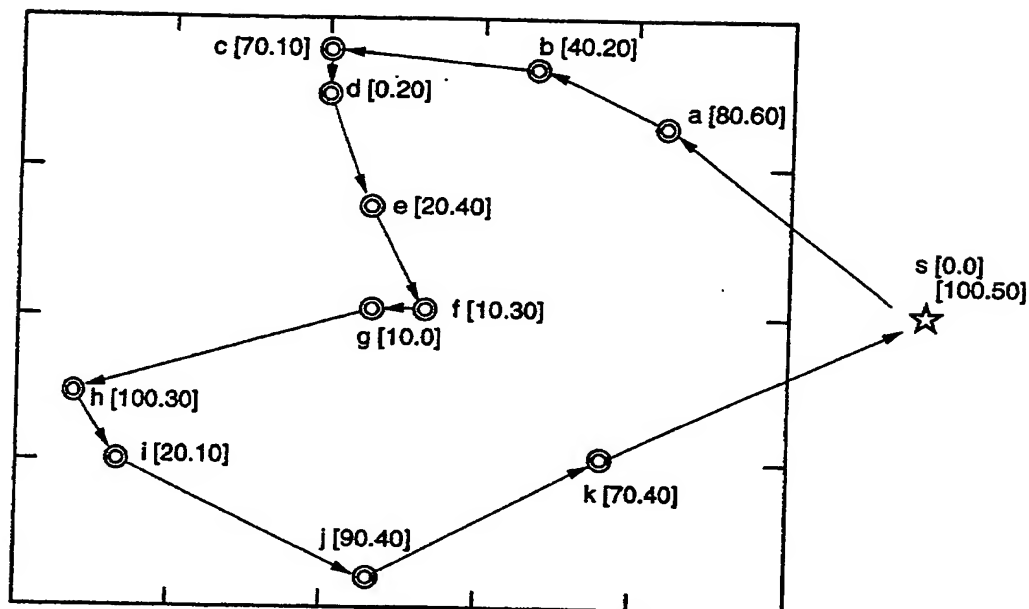 c [70.10]
b [40.20]
d [0.20]
a [80.60]
e [20.40]
s [0.0]
[100.50]
f [10.30]
g [10.0]
h [100.30]
i [20.10]
k [70.40]
j [90.40]